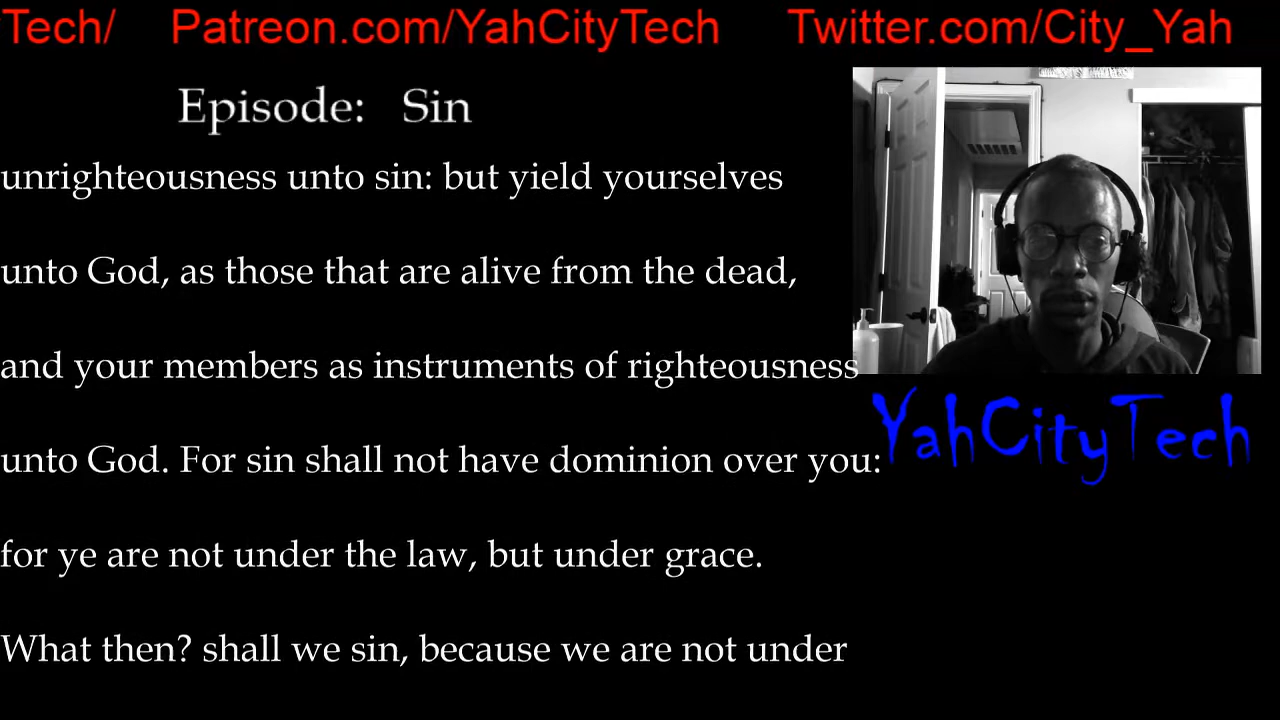 Tech/ Patreon.com/YahCityTech Twitter.com/City_Yah
Episode: Sin
unrighteousness unto sin: but yield yourselves
unto God, as those that are alive from the dead,
and your members as instruments of righteousness
unto God. For sin shall not have dominion over you:
for ye are not under the law, but under grace.
What then? shall we sin, because we are not under
YahCityTech